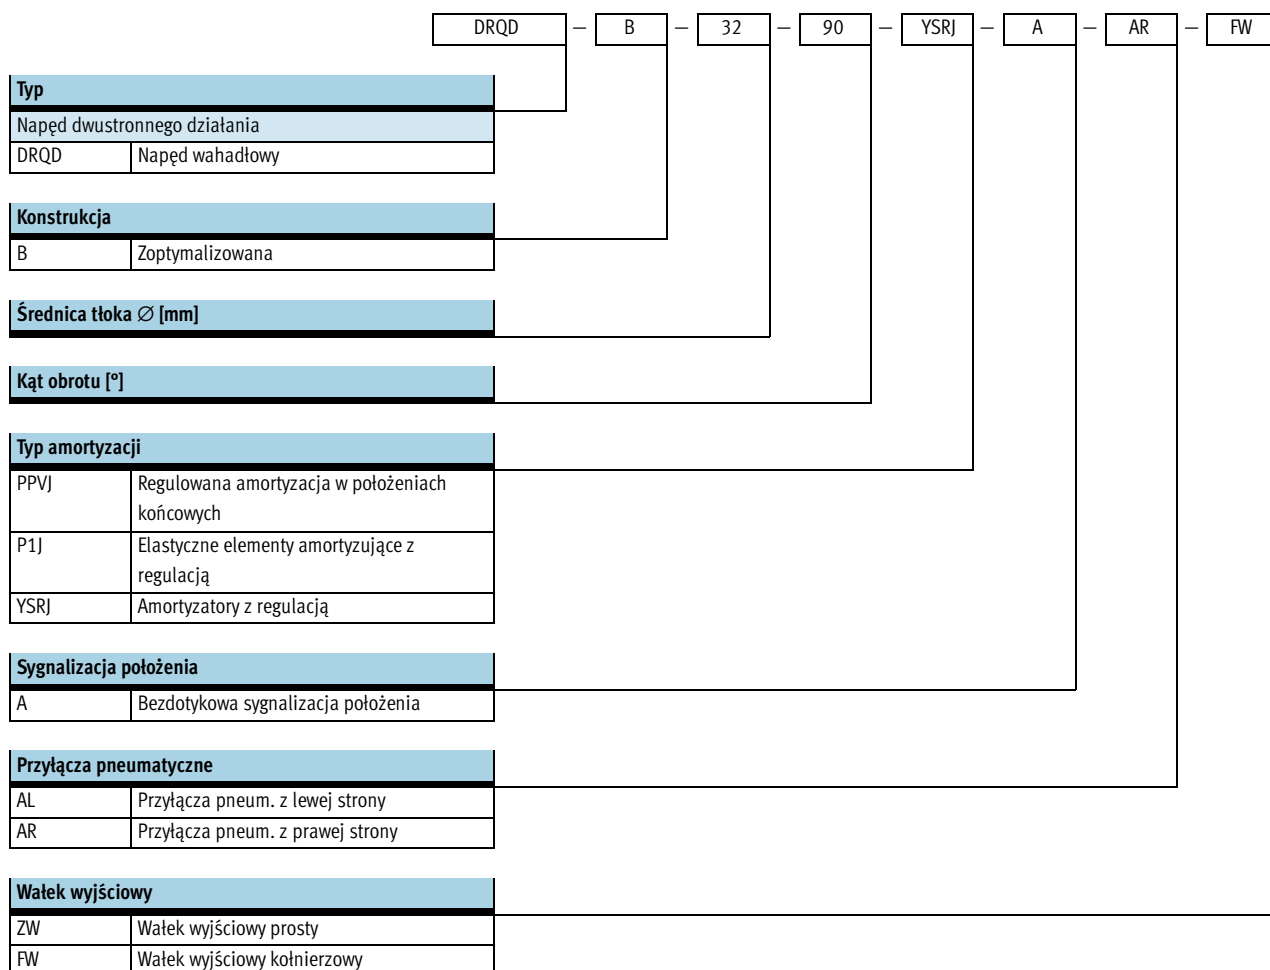 DRQD – B – 32 – 90 – YSRJ – A – AR – FW
Typ
Napęd dwustronnego działania
DRQD Napęd wahadłowy
Konstrukcja
B Zoptymalizowana
Średnica tłoka ∅ [mm]
Kąt obrotu [°]
Typ amortyzacji
PPVJ Regulowana amortyzacja w położeniach
końcowych
P1J Elastyczne elementy amortyzujące z
regulacją
YSRJ Amortyzatory z regulacją
Sygnalizacja położenia
A Bezdotykowa sygnalizacja położenia
Przyłącza pneumatyczne
AL Przyłącza pneum. z lewej strony
AR Przyłącza pneum. z prawej strony
Wałek wyjściowy
ZW Wałek wyjściowy prosty
FW Wałek wyjściowy kołnierzowy